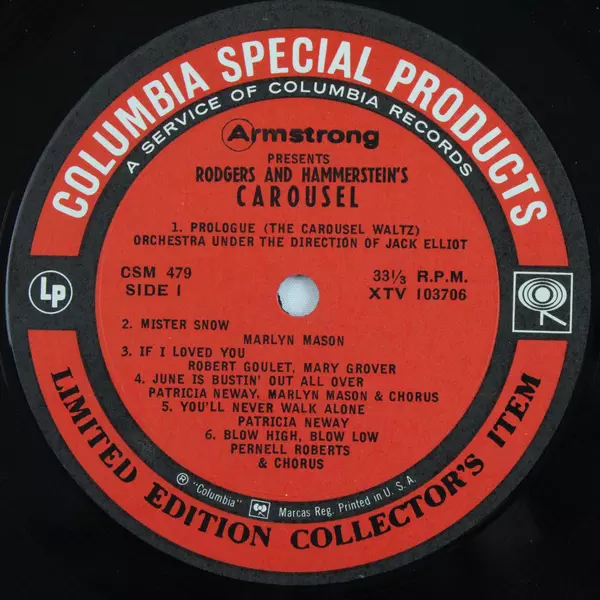 COLUMBIA SPECIAL PRODUCTS
A SERVICE OF COLUMBIA RECORDS
Armstrong
PRESENTS
RODGERS AND HAMMERSTEIN'S
CAROUSEL
1. PROLOGUE (THE CAROUSEL WALTZ)
ORCHESTRA UNDER THE DIRECTION OF JACK ELLIOT
CSM 479 33⅓ R.P.M.
SIDE I XTV 103706
LP
2. MISTER SNOW
MARLYN MASON
3. IF I LOVED YOU
ROBERT GOULET, MARY GROVER
4. JUNE IS BUSTIN' OUT ALL OVER
PATRICIA NEWAY, MARLYN MASON & CHORUS
5. YOU'LL NEVER WALK ALONE
PATRICIA NEWAY
6. BLOW HIGH, BLOW LOW
PERNELL ROBERTS
& CHORUS
® "Columbia" Marcas Reg. Printed in U. S. A.
LIMITED EDITION COLLECTOR'S ITEM